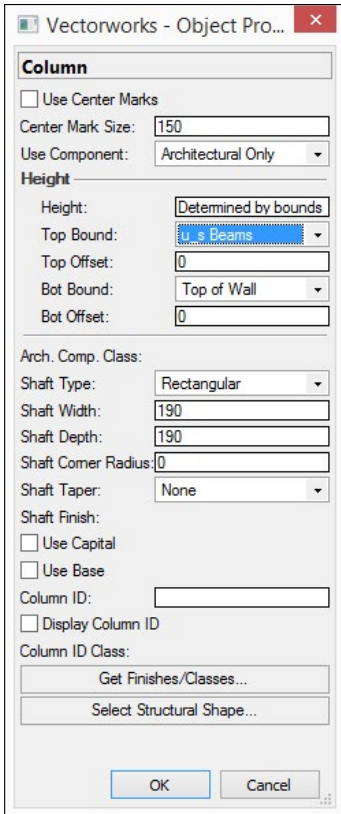 Vectorworks - Object Pro...
Column
Use Center Marks
Center Mark Size: 150
Use Component: Architectural Only
Height
Height: Determined by bounds
Top Bound: u_s Beams
Top Offset: 0
Bot Bound: Top of Wall
Bot Offset: 0
Arch. Comp. Class:
Shaft Type: Rectangular
Shaft Width: 190
Shaft Depth: 190
Shaft Corner Radius: 0
Shaft Taper: None
Shaft Finish:
Use Capital
Use Base
Column ID:
Display Column ID
Column ID Class:
Get Finishes/Classes...
Select Structural Shape...
OK Cancel